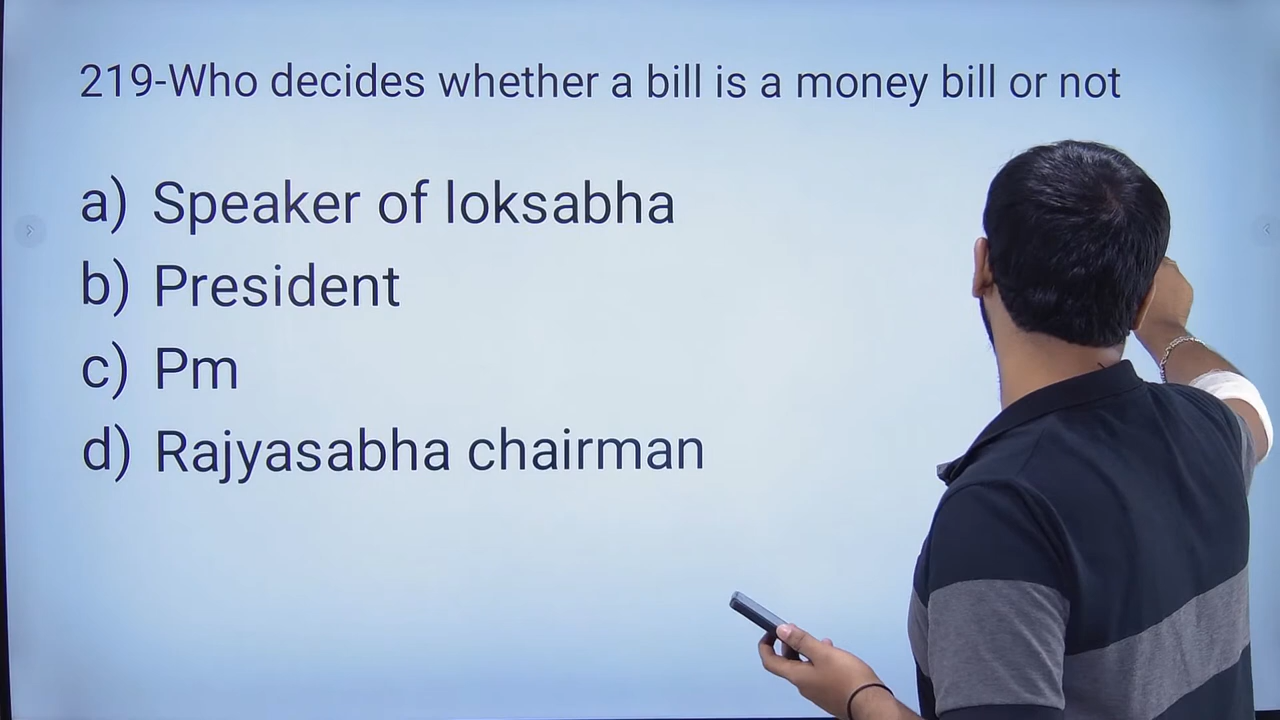 219-Who decides whether a bill is a money bill or not
a) Speaker of loksabha
b) President
c) Pm
d) Rajyasabha chairman